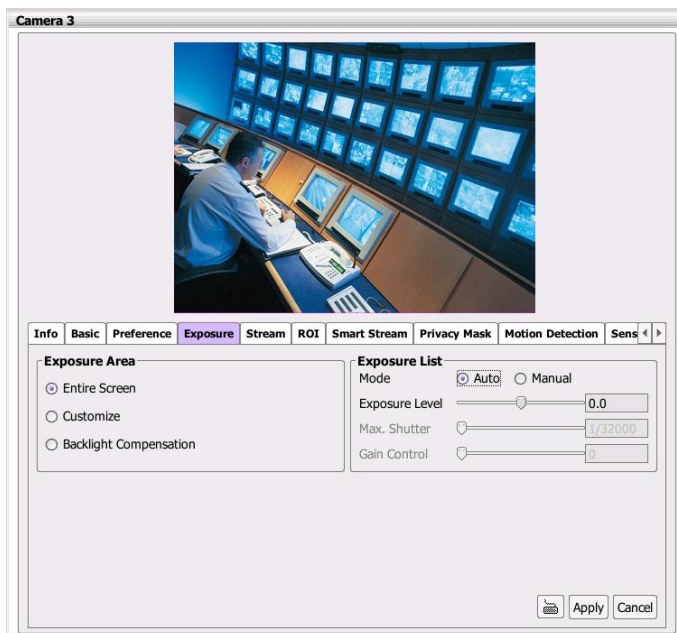 Camera 3
Info Basic Preference Exposure Stream ROI Smart Stream Privacy Mask Motion Detection Sens
Exposure Area
Entire Screen
Customize
Backlight Compensation
Exposure List
Mode Auto Manual
Exposure Level 0.0
Max. Shutter 1/32000
Gain Control 0
Apply Cancel